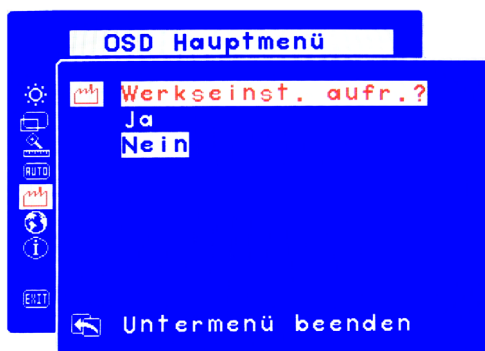 OSD Hauptmenü
Werkseinst. aufr.?
Ja
Nein
AUTO
EXIT
Untermenü beenden